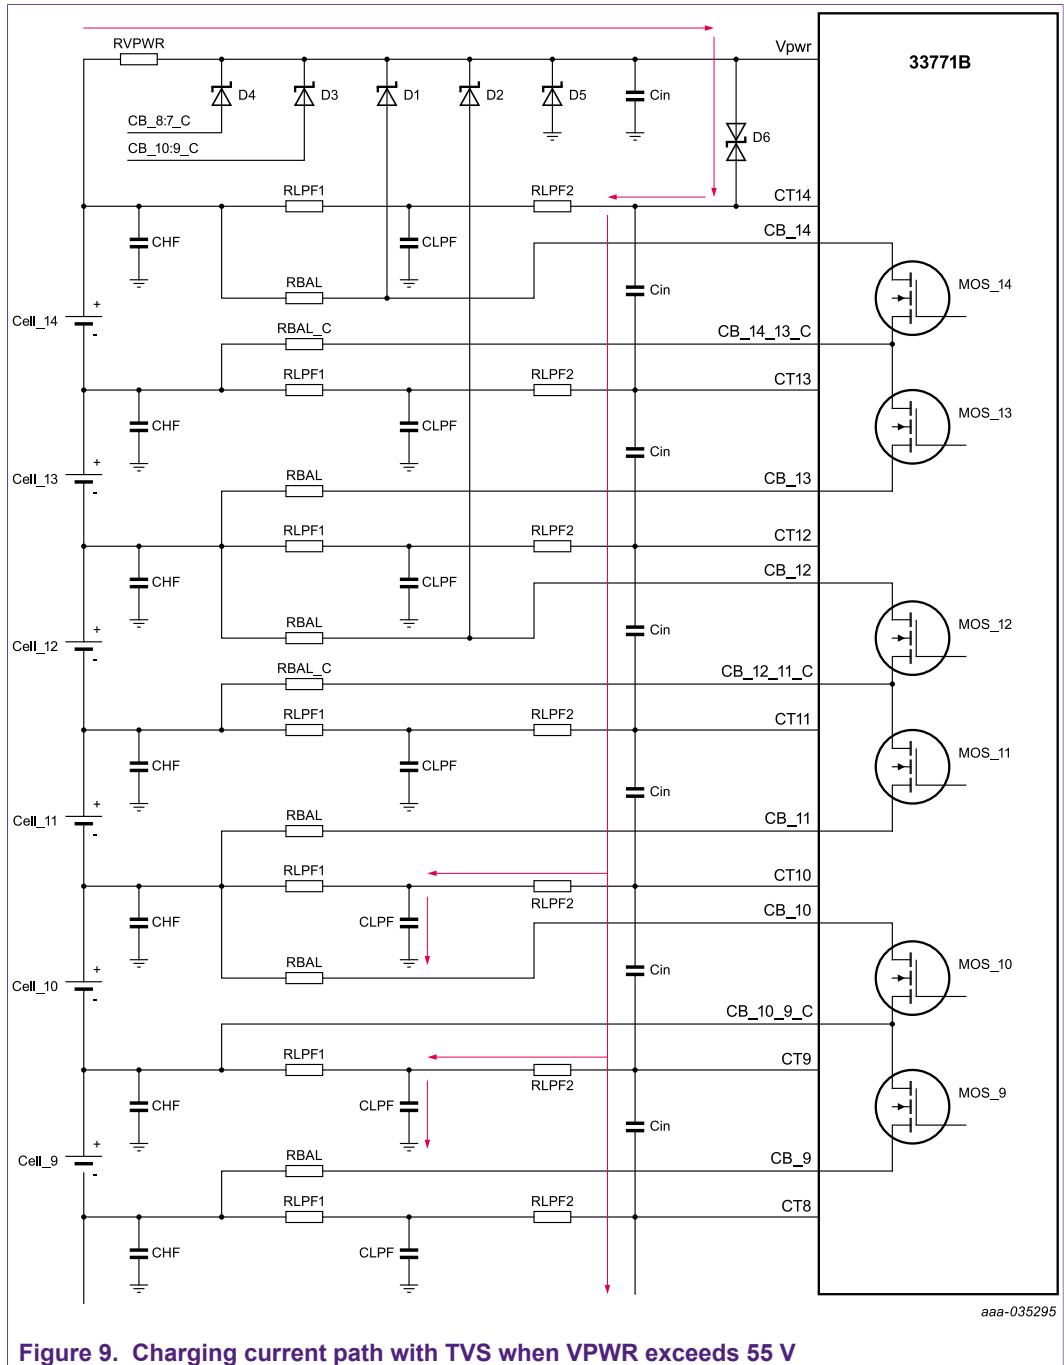 RVPWR
Vpwr
33771B
D4
D3
D1
D2
D5
Cin
D6
CB_8:7_C
CB_10:9_C
RLPF1
RLPF2
CT14
CB_14
CHF
CLPF
RBAL
Cin
MOS_14
+
Cell_14
-
RBAL_C
CB_14_13_C
RLPF1
RLPF2
CT13
CHF
CLPF
MOS_13
Cin
+
Cell_13
-
RBAL
CB_13
RLPF1
RLPF2
CT12
CB_12
CHF
CLPF
RBAL
Cin
MOS_12
+
Cell_12
-
RBAL_C
CB_12_11_C
RLPF1
RLPF2
CT11
CHF
CLPF
MOS_11
Cin
+
Cell_11
-
RBAL
CB_11
RLPF1
RLPF2
CT10
CB_10
CHF
CLPF
RBAL
Cin
MOS_10
+
Cell_10
-
CB_10_9_C
RLPF1
RLPF2
CT9
CHF
CLPF
MOS_9
Cin
+
Cell_9
-
RBAL
CB_9
RLPF1
RLPF2
CT8
CHF
CLPF
aaa-035295
Figure 9. Charging current path with TVS when VPWR exceeds 55 V